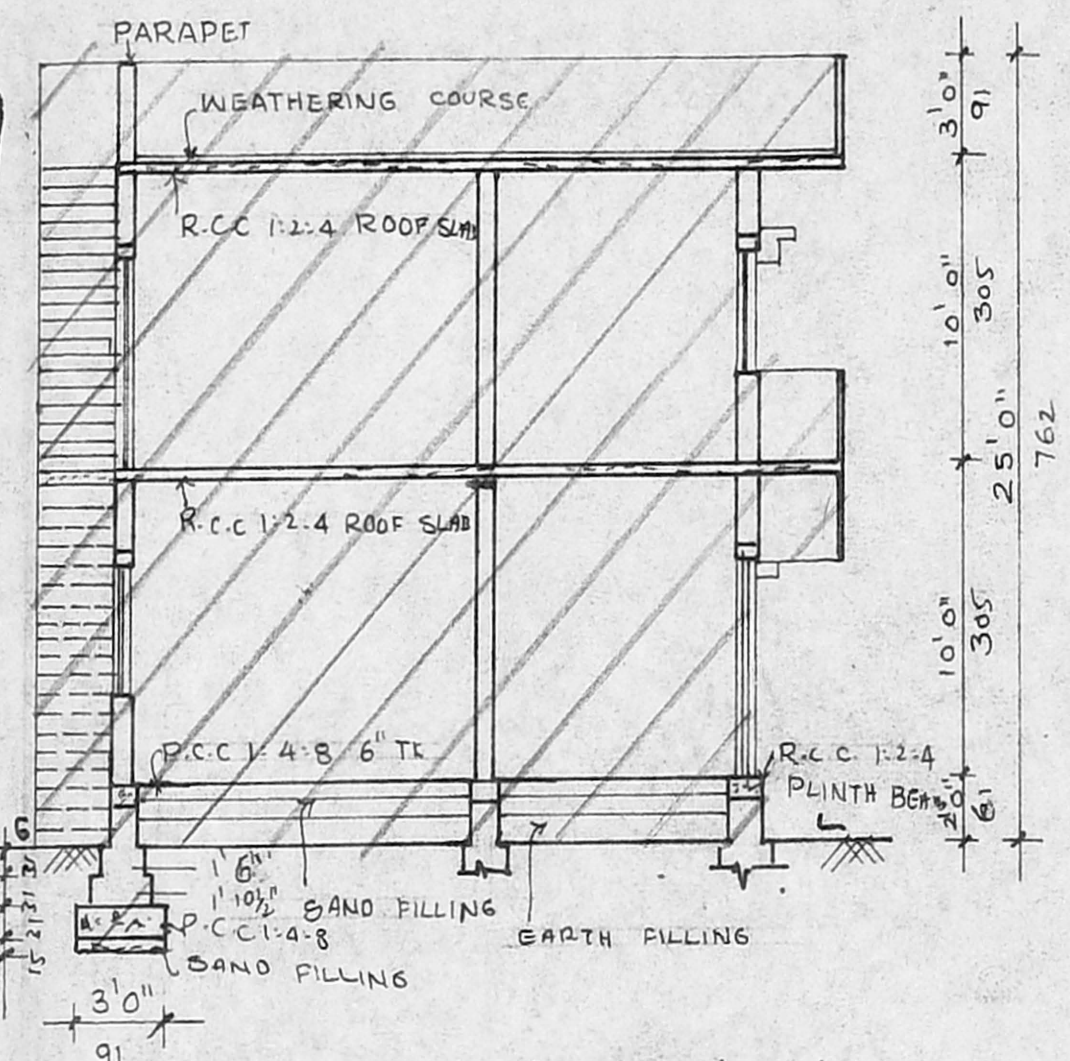 PARAPET
WEATHERING COURSE
R.C.C 1:2:4 ROOF SLAB
R.C.C 1:2:4 ROOF SLAB
P.C.C 1:4:8 6" TK
R.C.C. 1:2:4
PLINTH BEAM
1'6"
1'10½"
SAND FILLING
P.C.C 1:4:8
SAND FILLING
EARTH FILLING
3'0"
91
6
15
3'0"
91
10'0"
305
25'0"
762
10'0"
305
2'0"
61